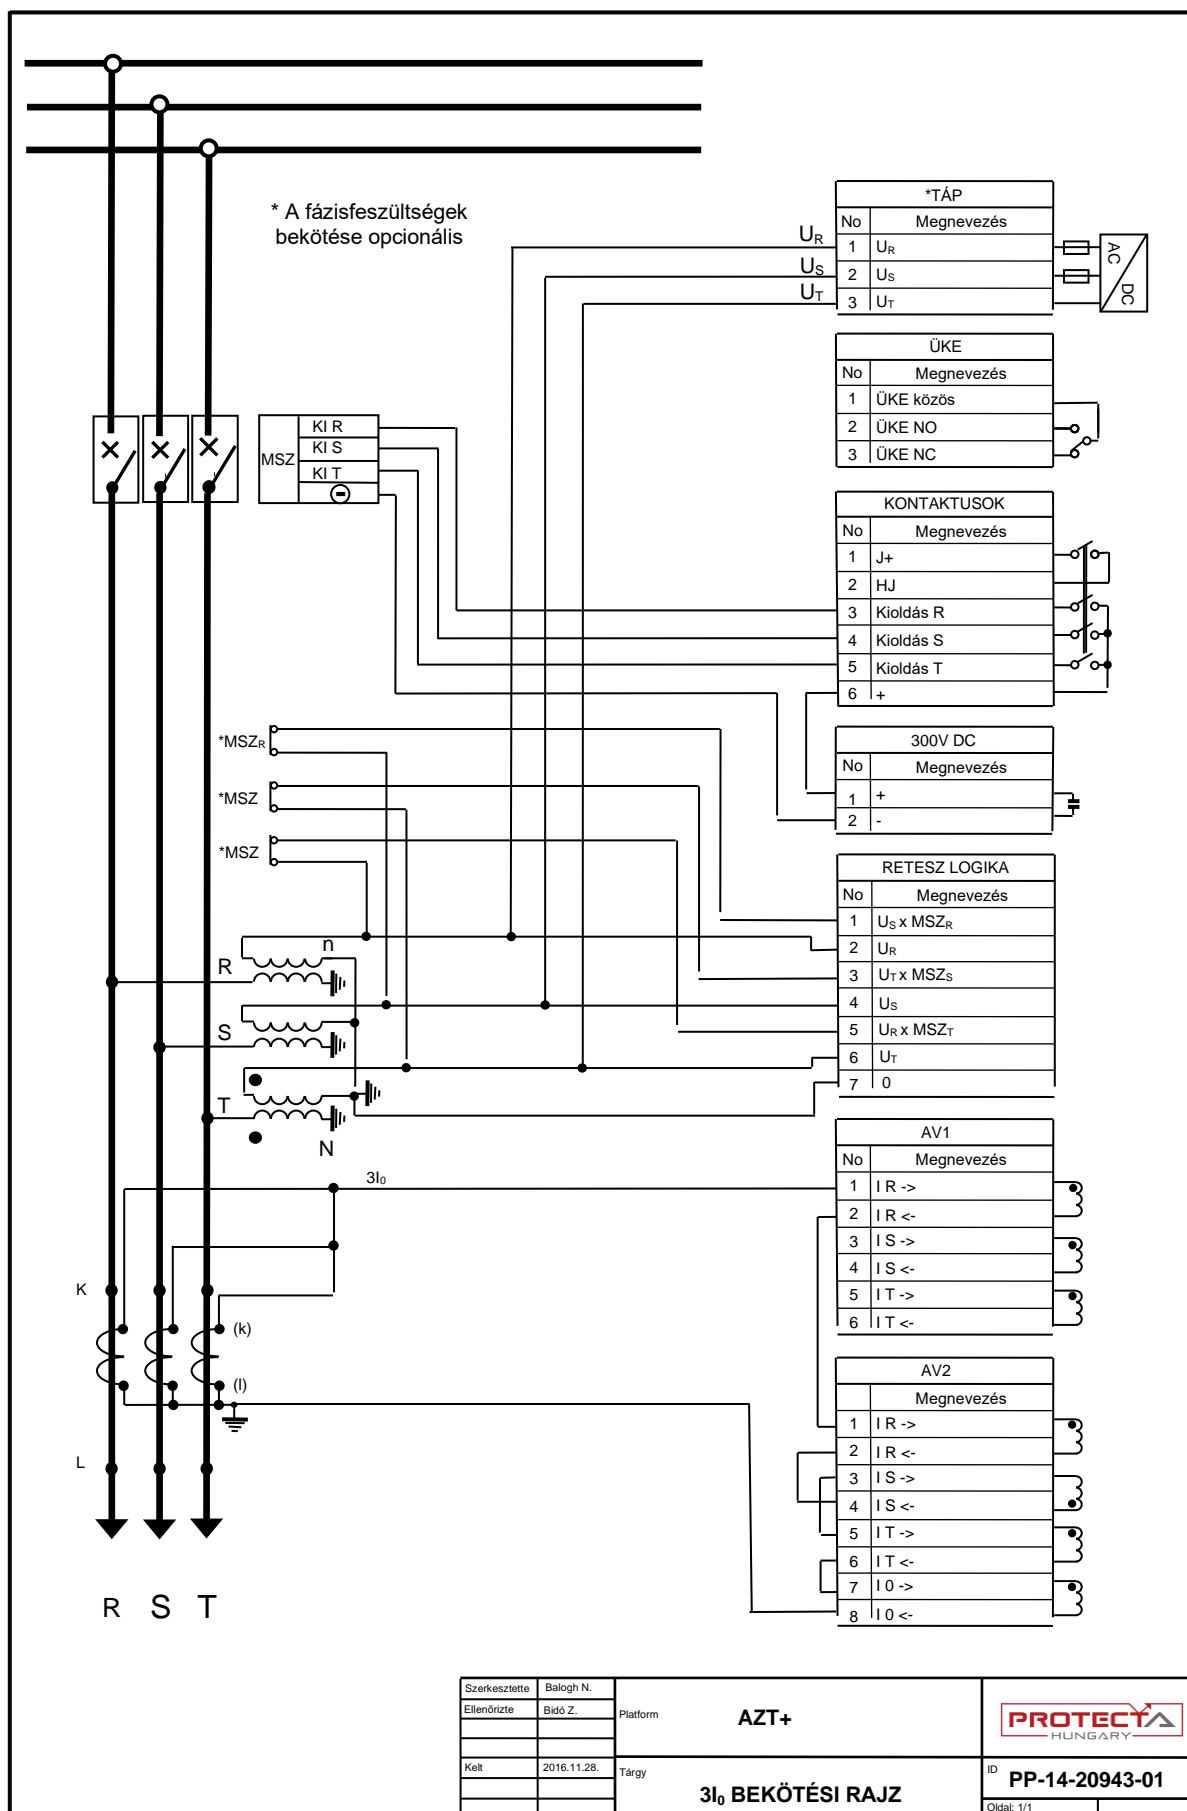 * A fázisfeszültségek
bekötése opcionális
UR
US
UT
*TÁP
No Megnevezés
1 UR
2 US
3 UT
AC
DC
ÜKE
No Megnevezés
1 ÜKE közös
2 ÜKE NO
3 ÜKE NC
MSZ
KI R
KI S
KI T
KONTAKTUSOK
No Megnevezés
1 J+
2 HJ
3 Kioldás R
4 Kioldás S
5 Kioldás T
6 +
*MSZR
*MSZ
*MSZ
300V DC
No Megnevezés
1 +
2 -
RETESZ LOGIKA
No Megnevezés
1 US x MSZR
2 UR
3 UT x MSZS
4 US
5 UR x MSZT
6 UT
7 0
n
R
S
T
N
3I0
AV1
No Megnevezés
1 I R ->
2 I R <-
3 I S ->
4 I S <-
5 I T ->
6 I T <-
K
(k)
(l)
L
AV2
Megnevezés
1 I R ->
2 I R <-
3 I S ->
4 I S <-
5 I T ->
6 I T <-
7 I 0 ->
8 I 0 <-
R S T
Szerkesztette Balogh N.
Ellenőrizte Bidó Z.
Kelt 2016.11.28.
Platform AZT+
Tárgy 3I0 BEKÖTÉSI RAJZ
PROTECTA
HUNGARY
ID PP-14-20943-01
Oldal: 1/1